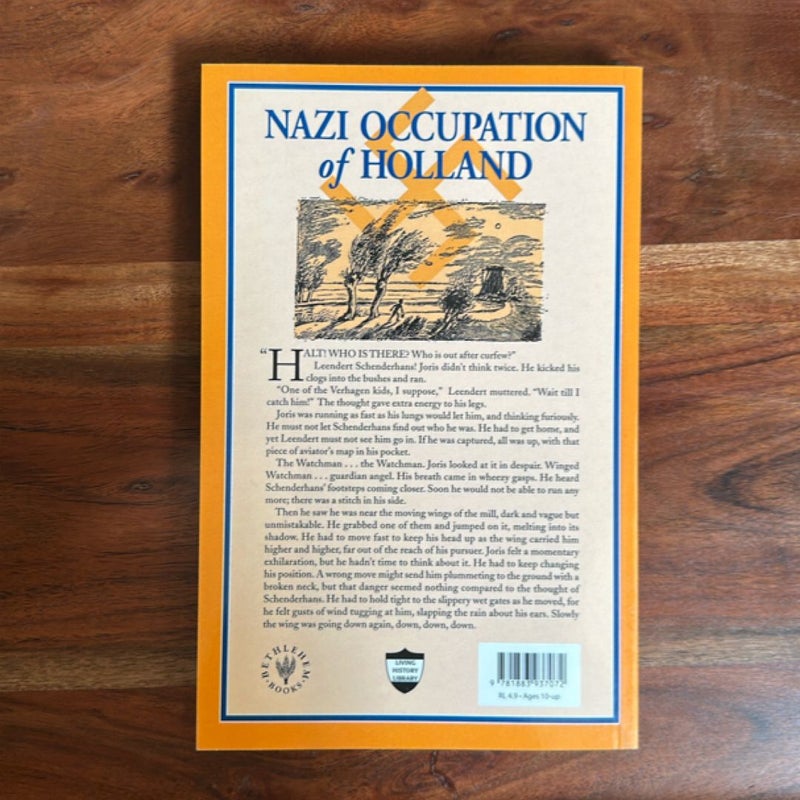 NAZI OCCUPATION
of HOLLAND
“HALT! WHO IS THERE? Who is out after curfew?”
Leendert Schenderhans! Joris didn’t think twice. He kicked his
clogs into the bushes and ran.
“One of the Verhagen kids, I suppose,” Leendert muttered. “Wait till I
catch him!” The thought gave extra energy to his legs.
Joris was running as fast as his lungs would let him, and thinking furiously.
He must not let Schenderhans find out who he was. He had to get home, and
yet Leendert must not see him go in. If he was captured, all was up, with that
piece of aviator’s map in his pocket.
The Watchman . . . the Watchman. Joris looked at it in despair. Winged
Watchman . . . guardian angel. His breath came in wheezy gasps. He heard
Schenderhans’ footsteps coming closer. Soon he would not be able to run any
more; there was a stitch in his side.
Then he saw he was near the moving wings of the mill, dark and vague but
unmistakable. He grabbed one of them and jumped on it, melting into its
shadow. He had to move fast to keep his head up as the wing carried him
higher and higher, far out of the reach of his pursuer. Joris felt a momentary
exhilaration, but he hadn’t time to think about it. He had to keep changing
his position. A wrong move might send him plummeting to the ground with a
broken neck, but that danger seemed nothing compared to the thought of
Schenderhans. He had to hold tight to the slippery wet gates as he moved, for
he felt gusts of wind tugging at him, slapping the rain about his ears. Slowly
the wing was going down again, down, down, down.
BETHLEHEM
BOOKS
LIVING
HISTORY
LIBRARY
9 781883 937072
RL 4.9 • Ages 10-up